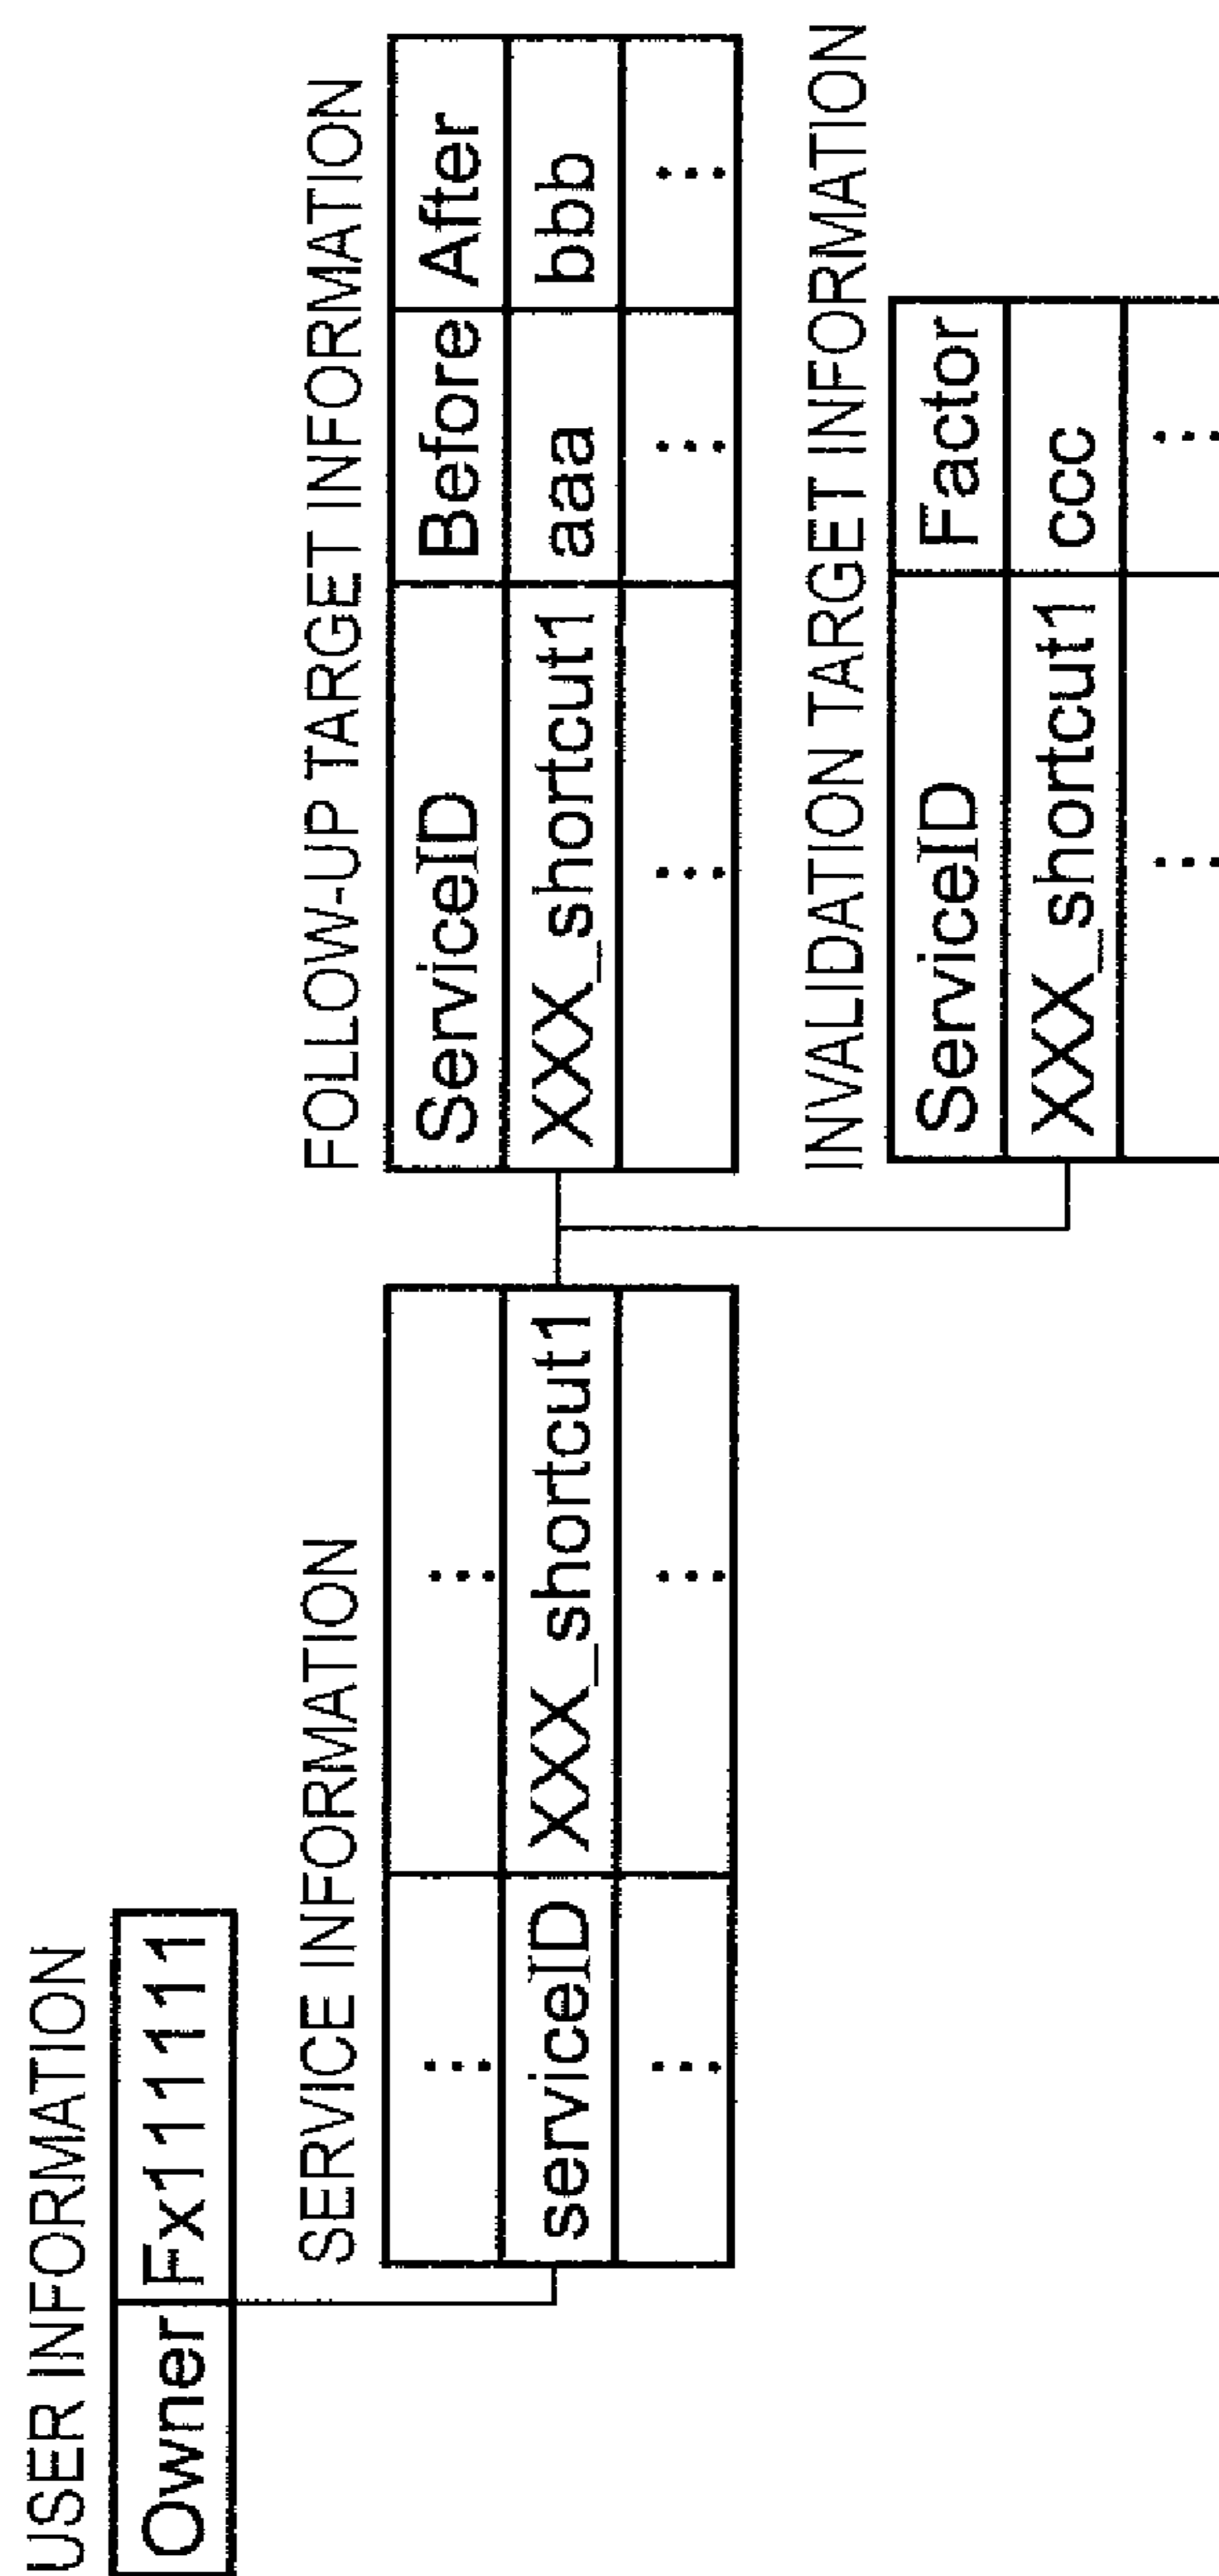 USER INFORMATION
Owner Fx111111
SERVICE INFORMATION
⋮ ⋮
serviceID XXX_shortcut1
⋮ ⋮
FOLLOW-UP TARGET INFORMATION
ServiceID Before After
XXX_shortcut1 aaa bbb
⋮ ⋮ ⋮
INVALIDATION TARGET INFORMATION
ServiceID Factor
XXX_shortcut1 ccc
⋮ ⋮